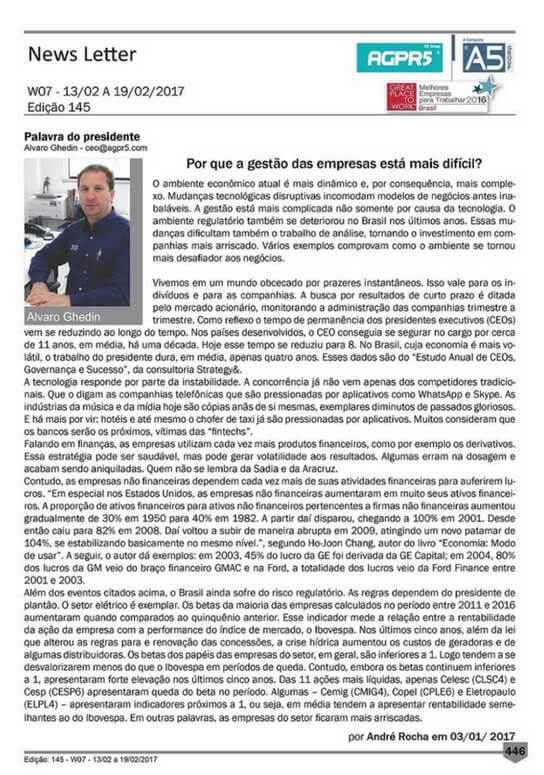 News Letter
AGPR5
A5
W07 - 13/02 A 19/02/2017
Edição 145
GREAT
PLACE
TO
WORK
Melhores
Empresas
para Trabalhar 2016
Brasil
Palavra do presidente
Alvaro Ghedin - ceo@agpr5.com
Por que a gestão das empresas está mais difícil?
O ambiente econômico atual é mais dinâmico e, por consequência, mais comple-
xo. Mudanças tecnológicas disruptivas incomodam modelos de negócios antes ina-
baláveis. A gestão está mais complicada não somente por causa da tecnologia. O
ambiente regulatório também se deteriorou no Brasil nos últimos anos. Essas mu-
danças dificultam também o trabalho de análise, tornando o investimento em com-
panhias mais arriscado. Vários exemplos comprovam como o ambiente se tornou
mais desafiador aos negócios.
Vivemos em um mundo obcecado por prazeres instantâneos. Isso vale para os in-
divíduos e para as companhias. A busca por resultados de curto prazo é ditada
pelo mercado acionário, monitorando a administração das companhias trimestre a
trimestre. Como reflexo o tempo de permanência dos presidentes executivos (CEOs)
Alvaro Ghedin
vem se reduzindo ao longo do tempo. Nos países desenvolvidos, o CEO conseguia se segurar no cargo por cerca
de 11 anos, em média, há uma década. Hoje esse tempo se reduziu para 8. No Brasil, cuja economia é mais vo-
látil, o trabalho do presidente dura, em média, apenas quatro anos. Esses dados são do "Estudo Anual de CEOs,
Governança e Sucesso", da consultoria Strategy&.
A tecnologia responde por parte da instabilidade. A concorrência já não vem apenas dos competidores tradicio-
nais. Que o digam as companhias telefônicas que são pressionadas por aplicativos como WhatsApp e Skype. As
indústrias da música e da mídia hoje são cópias anãs de si mesmas, exemplares diminutos de passados gloriosos.
E há mais por vir: hotéis e até mesmo o chofer de taxi já são pressionadas por aplicativos. Muitos consideram que
os bancos serão os próximos, vítimas das "fintechs".
Falando em finanças, as empresas utilizam cada vez mais produtos financeiros, como por exemplo os derivativos.
Essa estratégia pode ser saudável, mas pode gerar volatilidade aos resultados. Algumas erram na dosagem e
acabam sendo aniquiladas. Quem não se lembra da Sadia e da Aracruz.
Contudo, as empresas não financeiras dependem cada vez mais de suas atividades financeiras para auferirem lu-
cros. "Em especial nos Estados Unidos, as empresas não financeiras aumentaram em muito seus ativos financei-
ros. A proporção de ativos financeiros para ativos não financeiros pertencentes a firmas não financeiras aumentou
gradualmente de 30% em 1950 para 40% em 1982. A partir daí disparou, chegando a 100% em 2001. Desde
então caiu para 82% em 2008. Daí voltou a subir de maneira abrupta em 2009, atingindo um novo patamar de
104%, se estabilizando basicamente no mesmo nível.", segundo Ho-Joon Chang, autor do livro "Economia: Modo
de usar". A seguir, o autor dá exemplos: em 2003, 45% do lucro da GE foi derivada da GE Capital; em 2004, 80%
dos lucros da GM veio do braço financeiro GMAC e na Ford, a totalidade dos lucros veio da Ford Finance entre
2001 e 2003.
Além dos eventos citados acima, o Brasil ainda sofre do risco regulatório. As regras dependem do presidente de
plantão. O setor elétrico é exemplar. Os betas da maioria das empresas calculados no período entre 2011 e 2016
aumentaram quando comparados ao quinquênio anterior. Esse indicador mede a relação entre a rentabilidade
da ação da empresa com a performance do índice de mercado, o Ibovespa. Nos últimos cinco anos, além da lei
que alterou as regras para a renovação das concessões, a crise hídrica aumentou os custos de geradoras e de
algumas distribuidoras. Os betas dos papéis das empresas do setor, em geral, são inferiores a 1. Logo tendem a se
desvalorizarem menos do que o Ibovespa em períodos de queda. Contudo, embora os betas continuem inferiores
a 1, apresentaram forte elevação nos últimos cinco anos. Das 11 ações mais líquidas, apenas Celesc (CLSC4) e
Cesp (CESP6) apresentaram queda do beta no período. Algumas – Cemig (CMIG4), Copel (CPLE6) e Eletropaulo
(ELPL4) – apresentaram indicadores próximos a 1, ou seja, em média tendem a apresentar rentabilidade seme-
lhantes ao do Ibovespa. Em outras palavras, as empresas do setor ficaram mais arriscadas.
por André Rocha em 03/01/ 2017
446
Edição: 145 - W07 - 13/02 a 19/02/2017